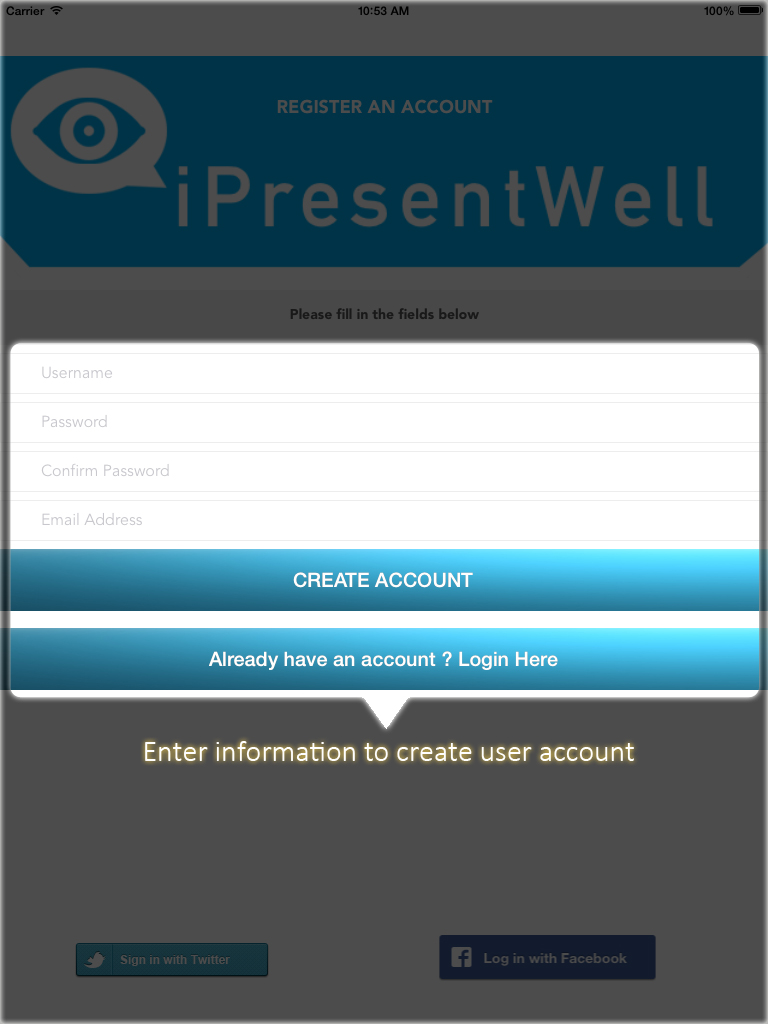 Carrier 10:53 AM 100%
REGISTER AN ACCOUNT
iPresentWell
Please fill in the fields below
Username
Password
Confirm Password
Email Address
CREATE ACCOUNT
Already have an account ? Login Here
Enter information to create user account
Sign in with Twitter
Log in with Facebook